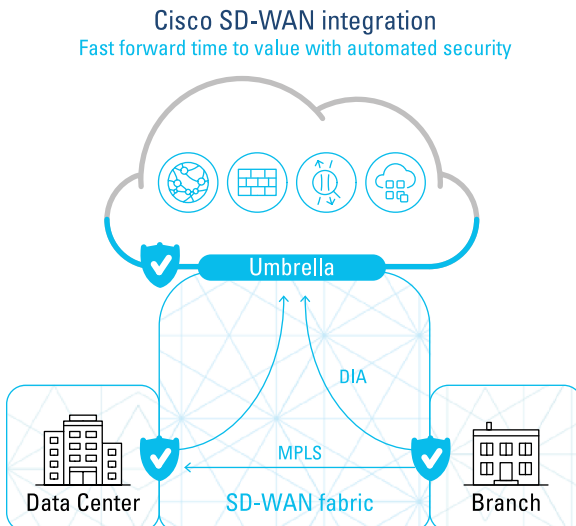 Cisco SD-WAN integration
Fast forward time to value with automated security
Umbrella
DIA
MPLS
Data Center
SD-WAN fabric
Branch